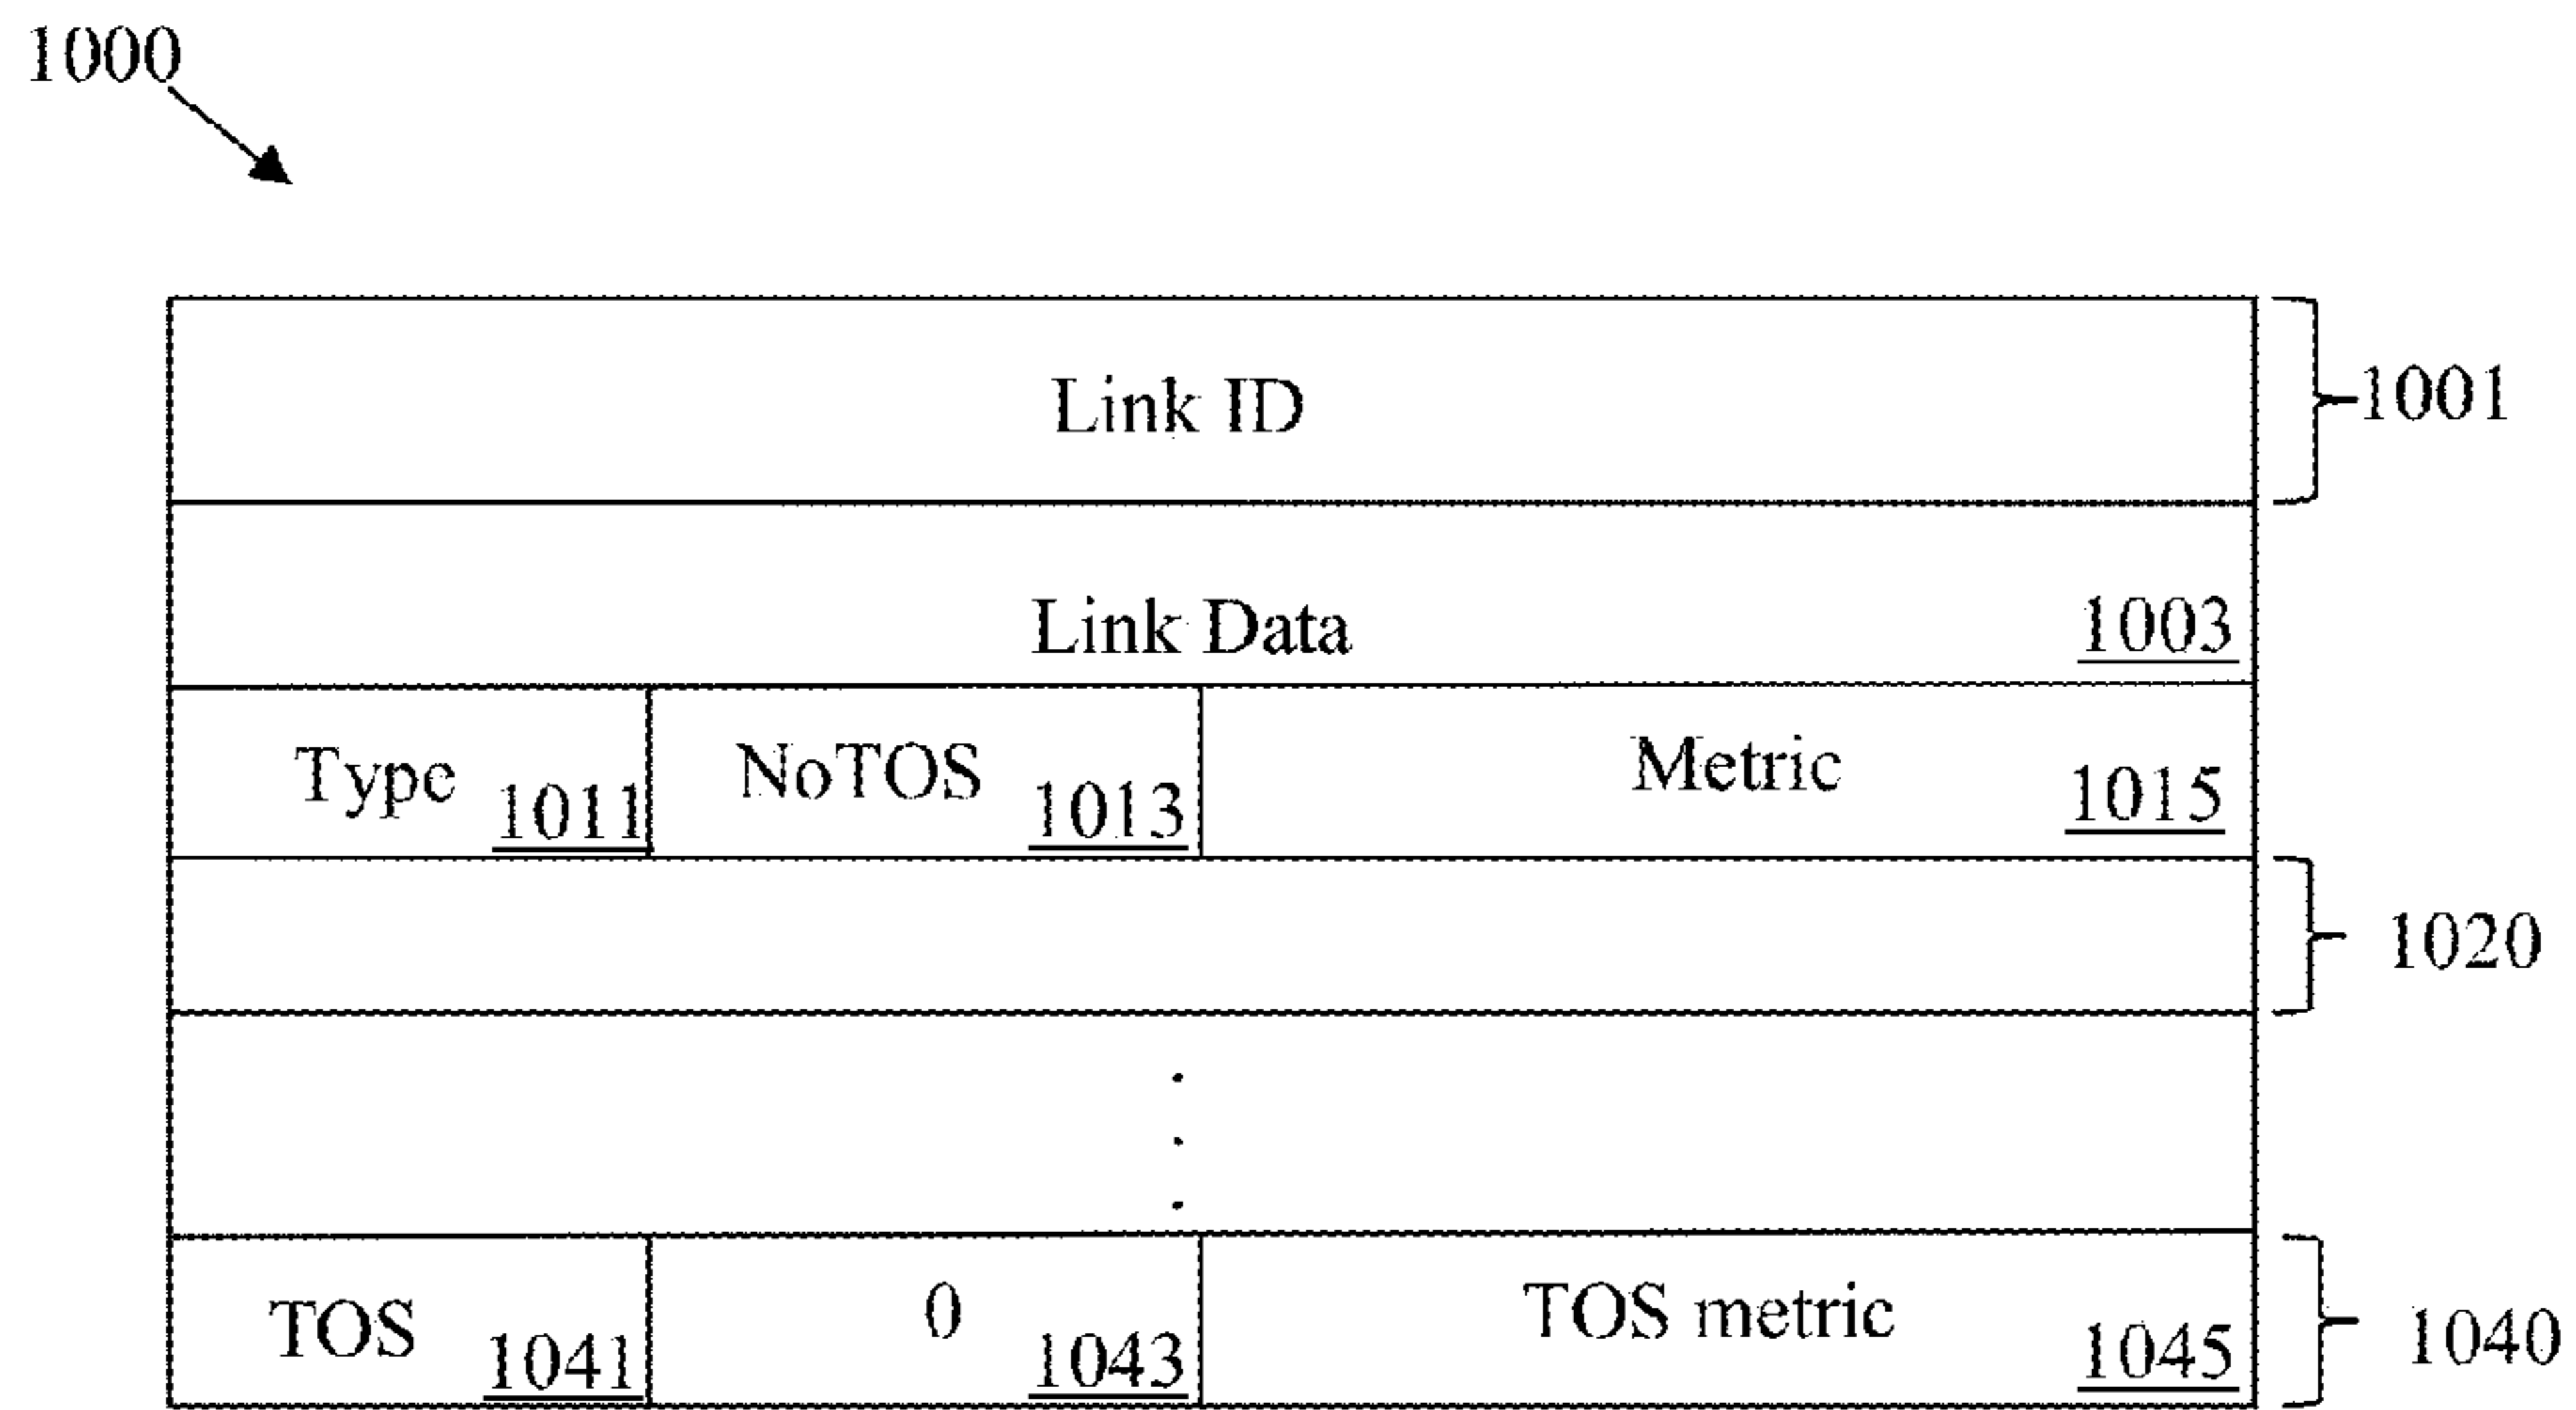 1000
Link ID
1001
Link Data 1003
Type 1011 NoTOS 1013 Metric 1015
1020
.
.
.
TOS 1041 0 1043 TOS metric 1045
1040